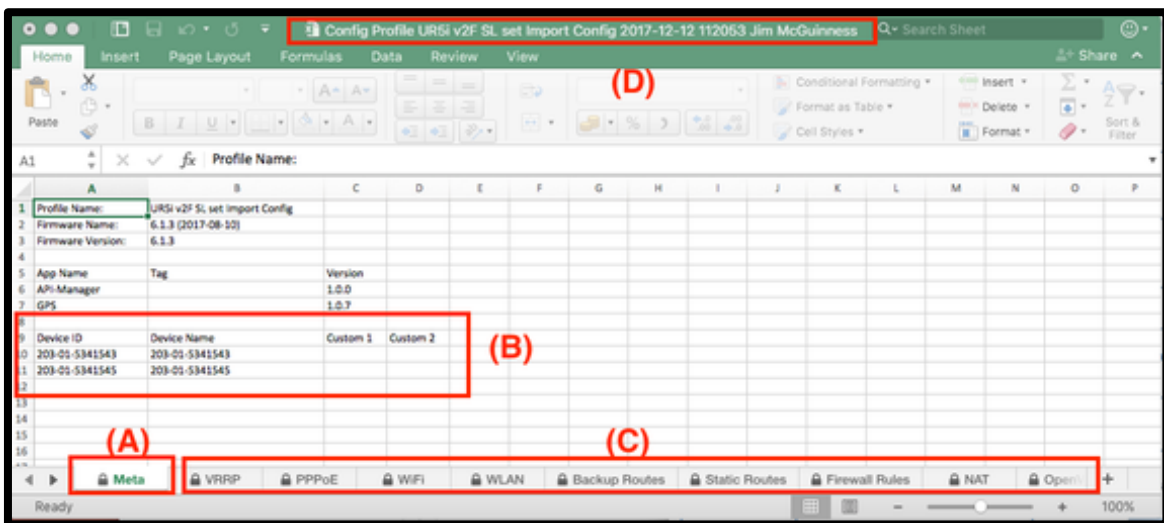 Config Profile UR5i v2F SL set Import Config 2017-12-12 112053 Jim McGuinness
Search Sheet
Home Insert Page Layout Formulas Data Review View
Share
(D)
Paste
A A
B I U A
%
Conditional Formatting
Format as Table
Cell Styles
Insert
Delete
Format
Sort &
Filter
A1 fx Profile Name:
A B C D E F G H I J K L M N O P
1 Profile Name: UR5i v2F SL set Import Config
2 Firmware Name: 6.1.3 (2017-08-10)
3 Firmware Version: 6.1.3
4
5 App Name Tag Version
6 API-Manager 1.0.0
7 GPS 1.0.7
8
9 Device ID Device Name Custom 1 Custom 2
10 203-01-5341543 203-01-5341543
(B)
11 203-01-5341545 203-01-5341545
12
13
14
15
(A) (C)
16
Meta VRRP PPPoE WiFi WLAN Backup Routes Static Routes Firewall Rules NAT Open
Ready 100%